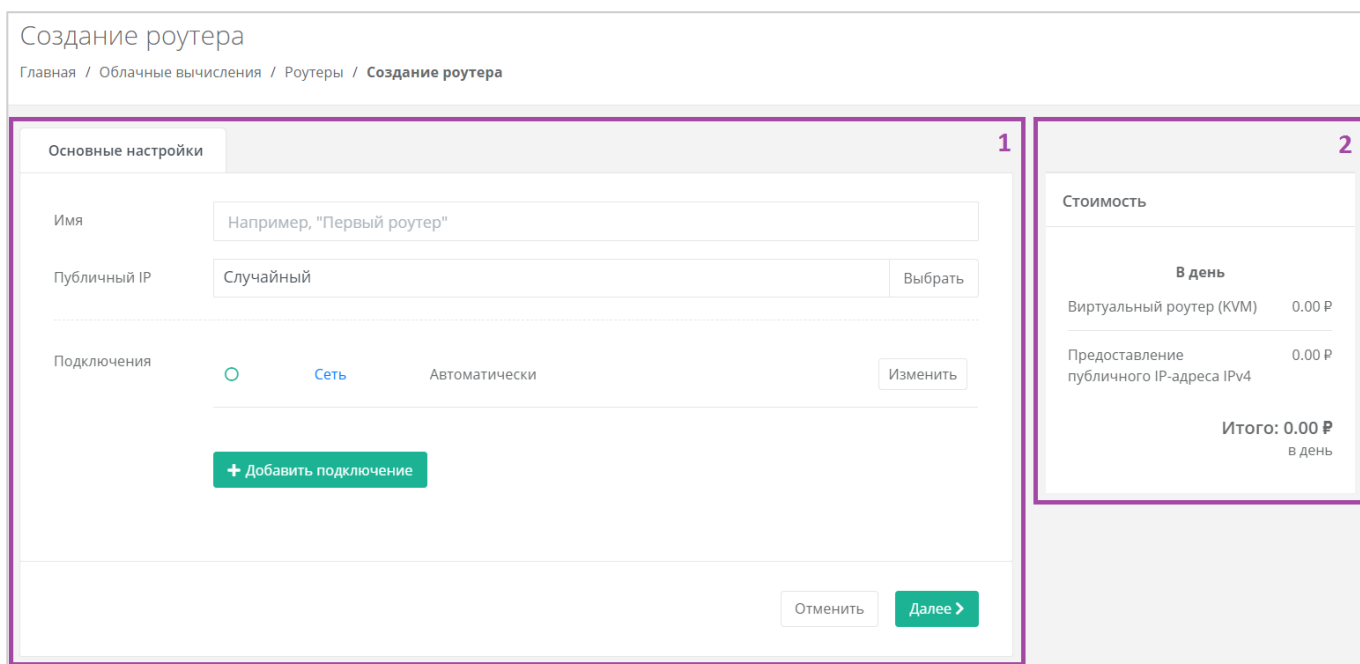 Создание роутера
Главная / Облачные вычисления / Роутеры / Создание роутера
Основные настройки
1
Имя
Например, "Первый роутер"
Публичный IP
Случайный
Выбрать
Подключения
Сеть
Автоматически
Изменить
+ Добавить подключение
Отменить
Далее
2
Стоимость
В день
Виртуальный роутер (KVM) 0.00 ₽
Предоставление 0.00 ₽
публичного IP-адреса IPv4
Итого: 0.00 ₽
в день